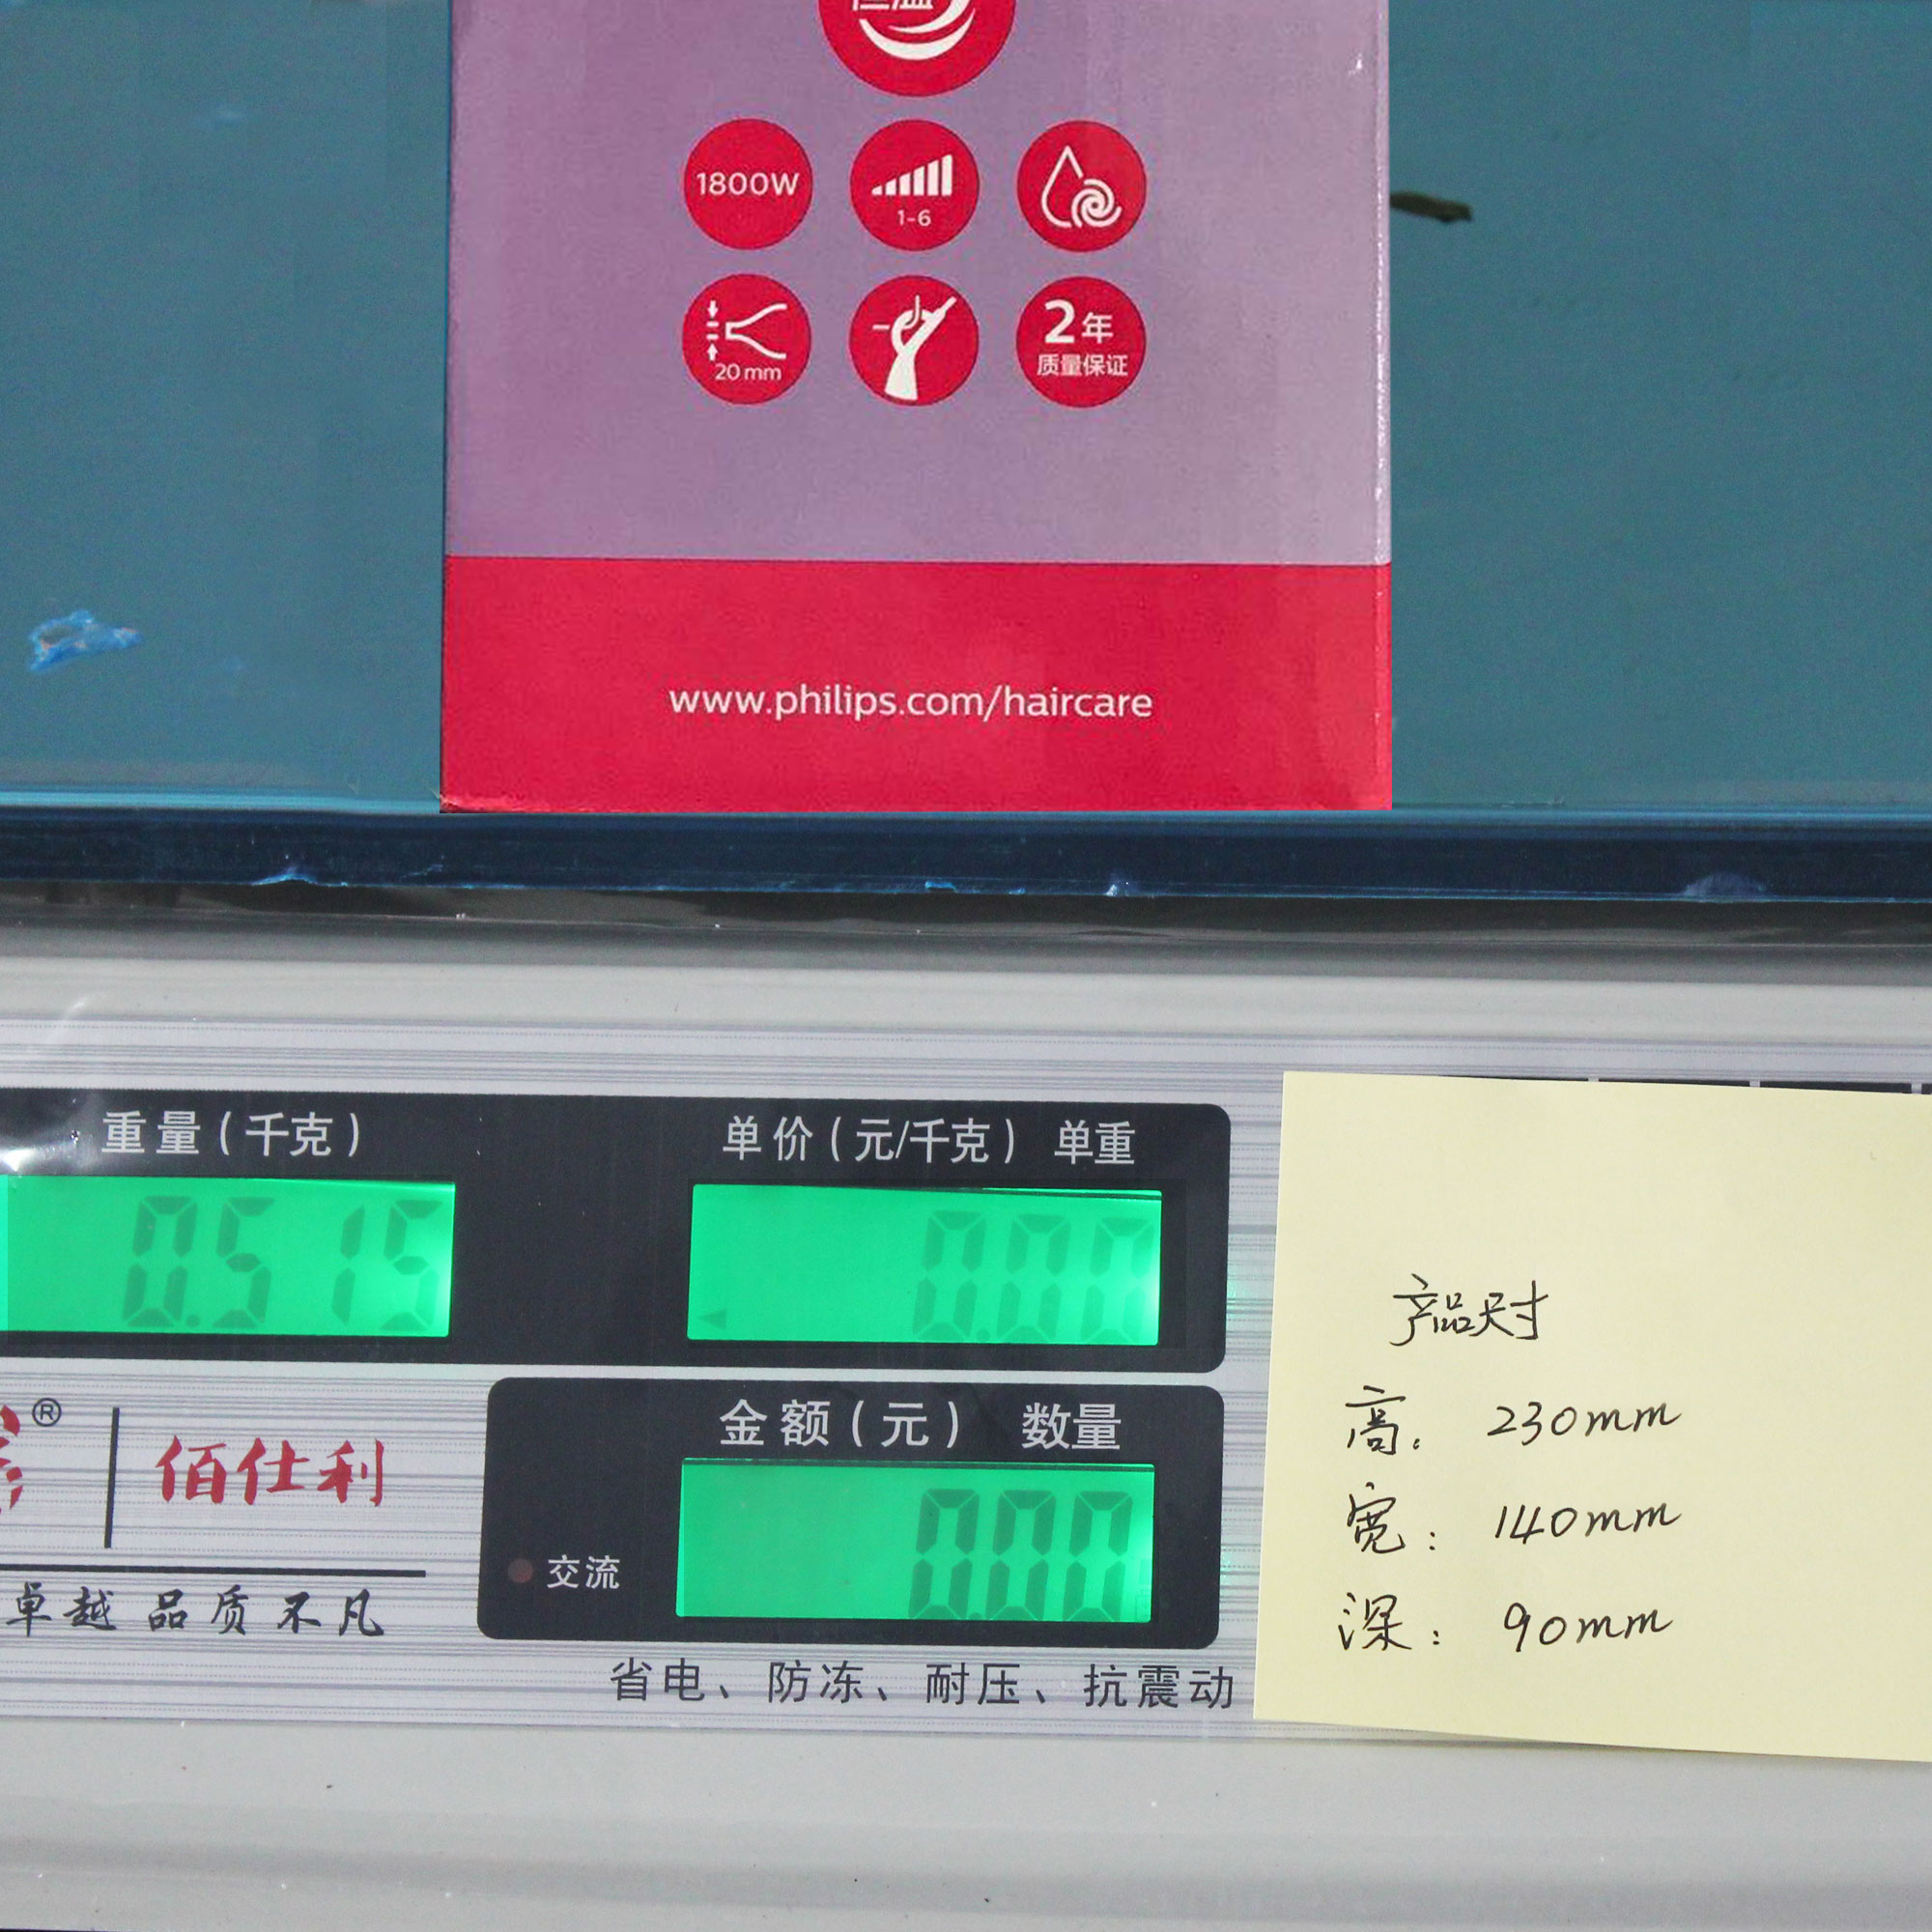 恒温
1800W
1-6
20 mm
2年
质量保证
www.philips.com/haircare
重量(千克)
单价(元/千克) 单重
0.515
0.00
金额(元) 数量
0.00
®
佰仕利
交流
卓越 品质不凡
省电、防冻、耐压、抗震动
产品尺寸
高: 230mm
宽: 140mm
深: 90mm